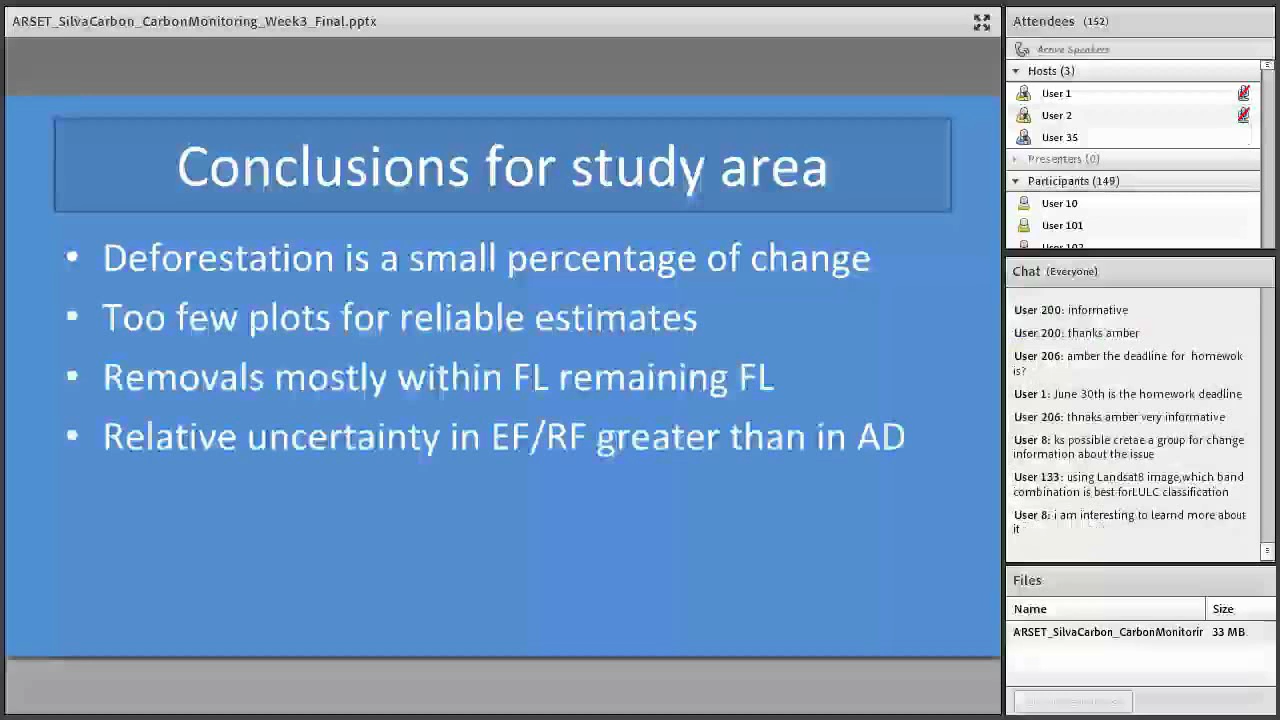 ARSET_SilvaCarbon_CarbonMonitoring_Week3_Final.pptx
Conclusions for study area
• Deforestation is a small percentage of change
• Too few plots for reliable estimates
• Removals mostly within FL remaining FL
• Relative uncertainty in EF/RF greater than in AD
Attendees (152)
Active Speakers
Hosts (3)
User 1
User 2
User 35
Presenters (0)
Participants (149)
User 10
User 101
User 102
Chat (Everyone)
User 200: informative
User 200: thanks amber
User 206: amber the deadline for homewok
is?
User 1: June 30th is the homework deadline
User 206: thnaks amber very informative
User 8: ks possible cretae a group for change
information about the issue
User 133: using Landsat8 image,which band
combination is best forLULC classification
User 8: i am interesting to learnd more about
it
Files
Name Size
ARSET_SilvaCarbon_CarbonMonitorir 33 MB